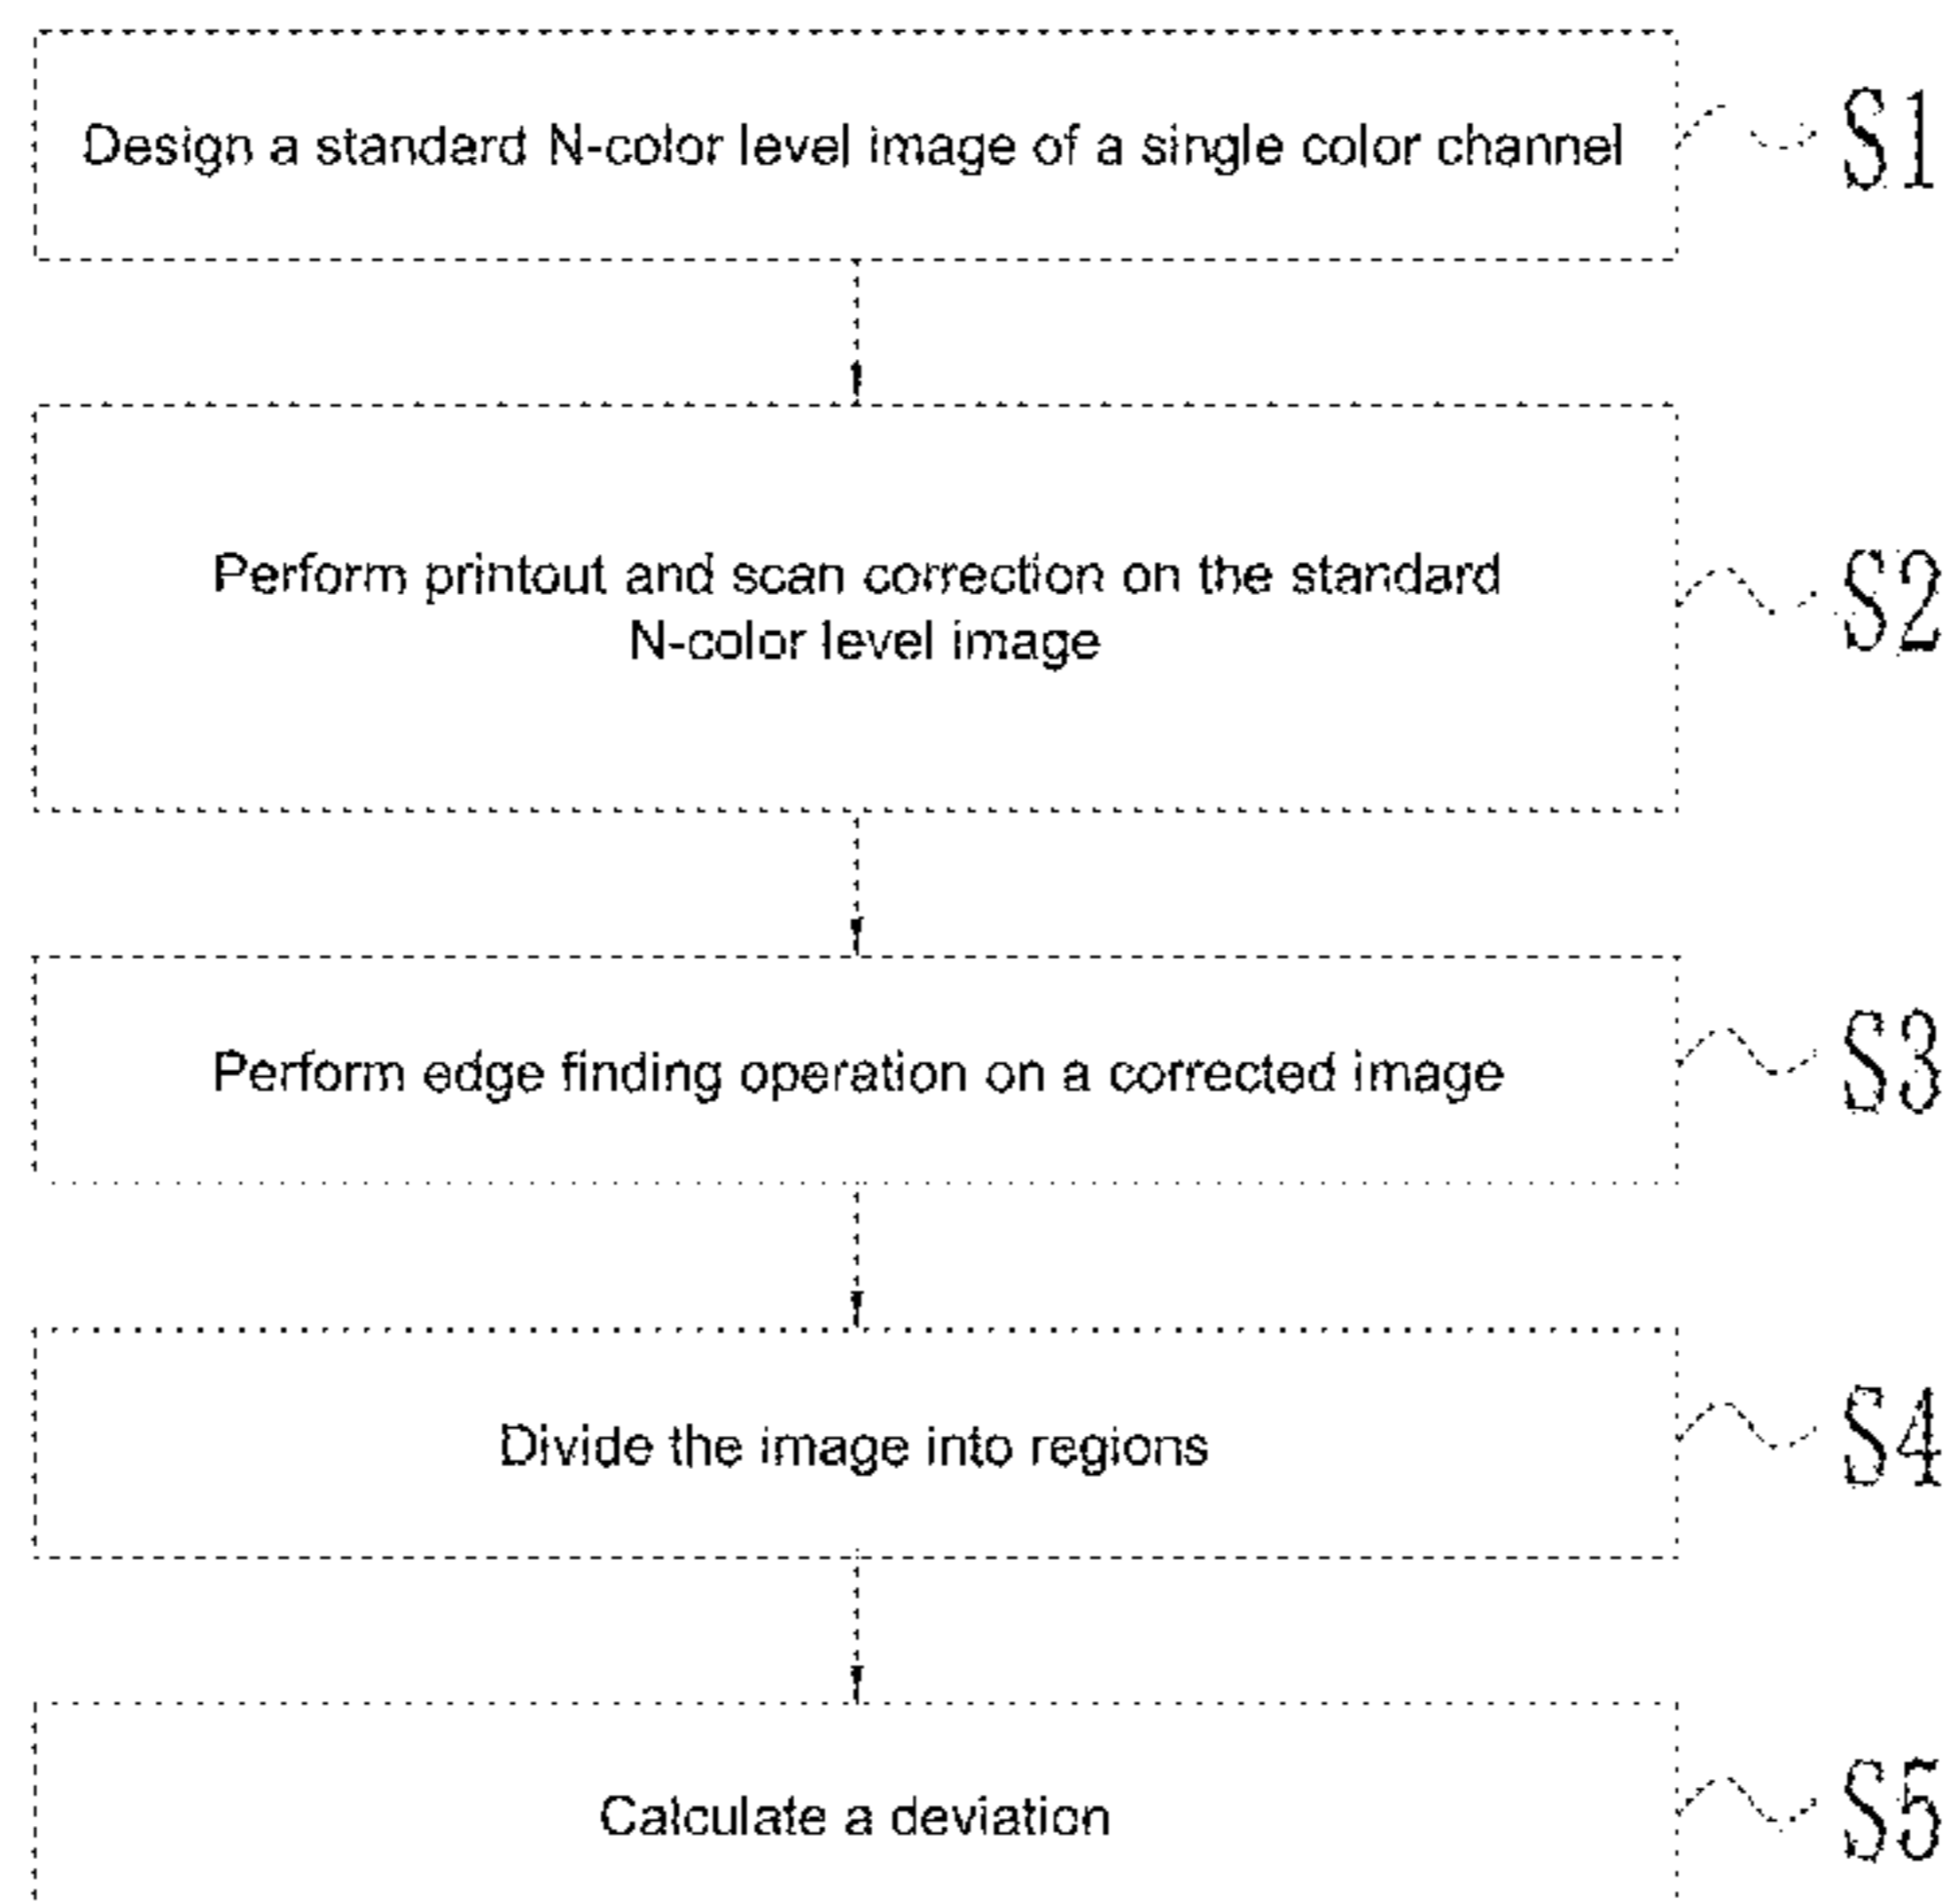 Design a standard N-color level image of a single color channel
S1
Perform printout and scan correction on the standard
N-color level image
S2
Perform edge finding operation on a corrected image
S3
Divide the image into regions
S4
Calculate a deviation
S5